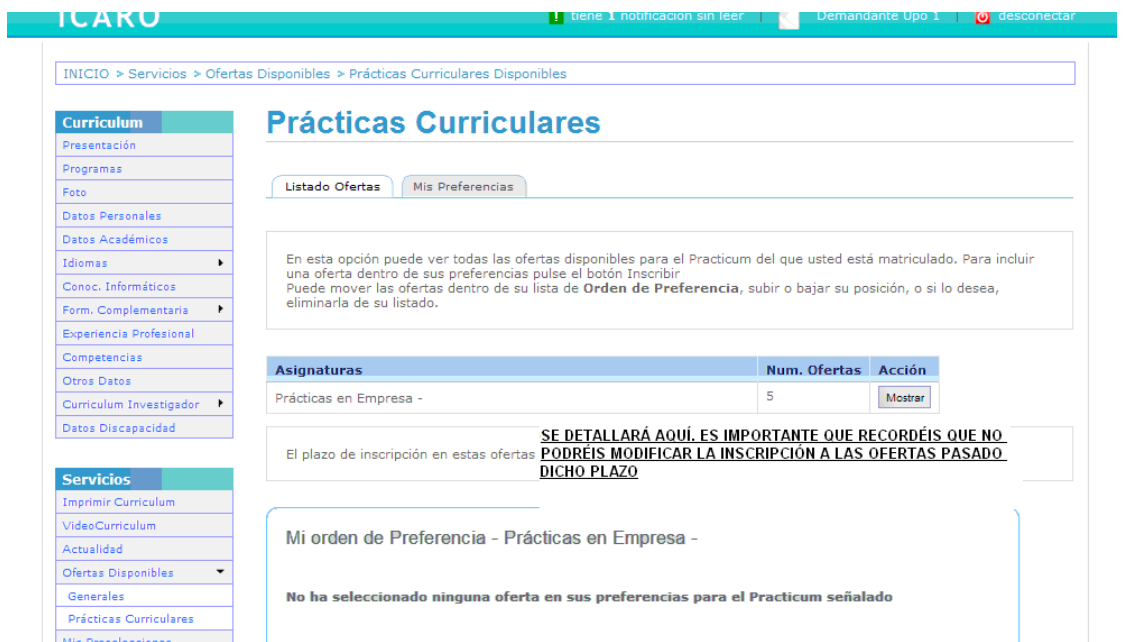 ICARO
tiene 1 notificación sin leer
Demandante Upo 1
desconectar
INICIO > Servicios > Ofertas Disponibles > Prácticas Curriculares Disponibles
Curriculum
Presentación
Programas
Foto
Datos Personales
Datos Académicos
Idiomas
Conoc. Informáticos
Form. Complementaria
Experiencia Profesional
Competencias
Otros Datos
Curriculum Investigador
Datos Discapacidad
Servicios
Imprimir Curriculum
VideoCurriculum
Actualidad
Ofertas Disponibles
Generales
Prácticas Curriculares
Mis Preselecciones
Prácticas Curriculares
Listado Ofertas
Mis Preferencias
En esta opción puede ver todas las ofertas disponibles para el Practicum del que usted está matriculado. Para incluir
una oferta dentro de sus preferencias pulse el botón Inscribir
Puede mover las ofertas dentro de su lista de Orden de Preferencia, subir o bajar su posición, o si lo desea,
eliminarla de su listado.
Asignaturas Num. Ofertas Acción
Prácticas en Empresa - 5 Mostrar
El plazo de inscripción en estas ofertas
SE DETALLARÁ AQUÍ. ES IMPORTANTE QUE RECORDÉIS QUE NO
PODRÉIS MODIFICAR LA INSCRIPCIÓN A LAS OFERTAS PASADO
DICHO PLAZO
Mi orden de Preferencia - Prácticas en Empresa -
No ha seleccionado ninguna oferta en sus preferencias para el Practicum señalado